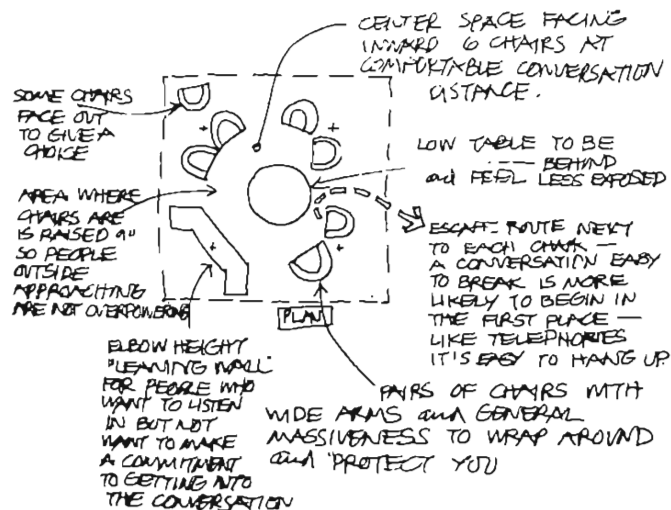 CENTER SPACE FACING
INWARD 6 CHAIRS AT
COMFORTABLE CONVERSATION
DISTANCE.
SOME CHAIRS
FACE OUT
TO GIVE A
CHOICE
LOW TABLE TO BE
BEHIND
and FEEL LESS EXPOSED
AREA WHERE
CHAIRS ARE
IS RAISED 9"
SO PEOPLE
OUTSIDE
APPROACHING
ARE NOT OVERPOWERING
ESCAPE ROUTE NEXT
TO EACH CHAIR —
A CONVERSATION EASY
TO BREAK IS MORE
LIKELY TO BEGIN IN
THE FIRST PLACE —
LIKE TELEPHONES
IT'S EASY TO HANG UP
PLAN
ELBOW HEIGHT
"LEANING WALL"
FOR PEOPLE WHO
WANT TO LISTEN
IN BUT NOT
WANT TO MAKE
A COMMITMENT
TO GETTING INTO
THE CONVERSATION
PAIRS OF CHAIRS WITH
WIDE ARMS and GENERAL
MASSIVENESS TO WRAP AROUND
and "PROTECT YOU